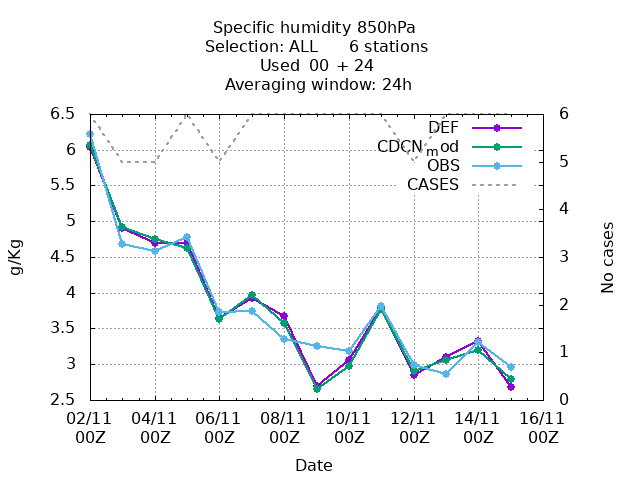 Specific humidity 850hPa
Selection: ALL 6 stations
Used 00 + 24
Averaging window: 24h
6.5
6
5.5
5
4.5
4
3.5
3
2.5
g/Kg
DEF
CDCN_mod
OBS
CASES
6
5
4
3
2
1
0
No cases
02/11 04/11 06/11 08/11 10/11 12/11 14/11 16/11
00Z 00Z 00Z 00Z 00Z 00Z 00Z 00Z
Date